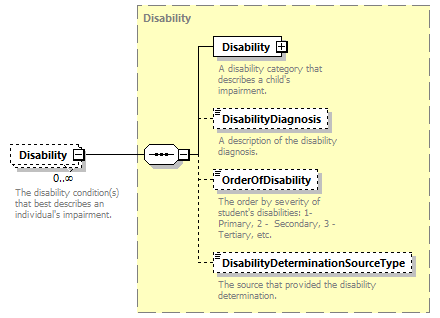 Disability
Disability
A disability category that
describes a child's
impairment.
DisabilityDiagnosis
A description of the disability
diagnosis.
Disability
0..∞
The disability condition(s)
that best describes an
individual's impairment.
OrderOfDisability
The order by severity of
student's disabilities: 1-
Primary, 2 - Secondary, 3 -
Tertiary, etc.
DisabilityDeterminationSourceType
The source that provided the disability
determination.